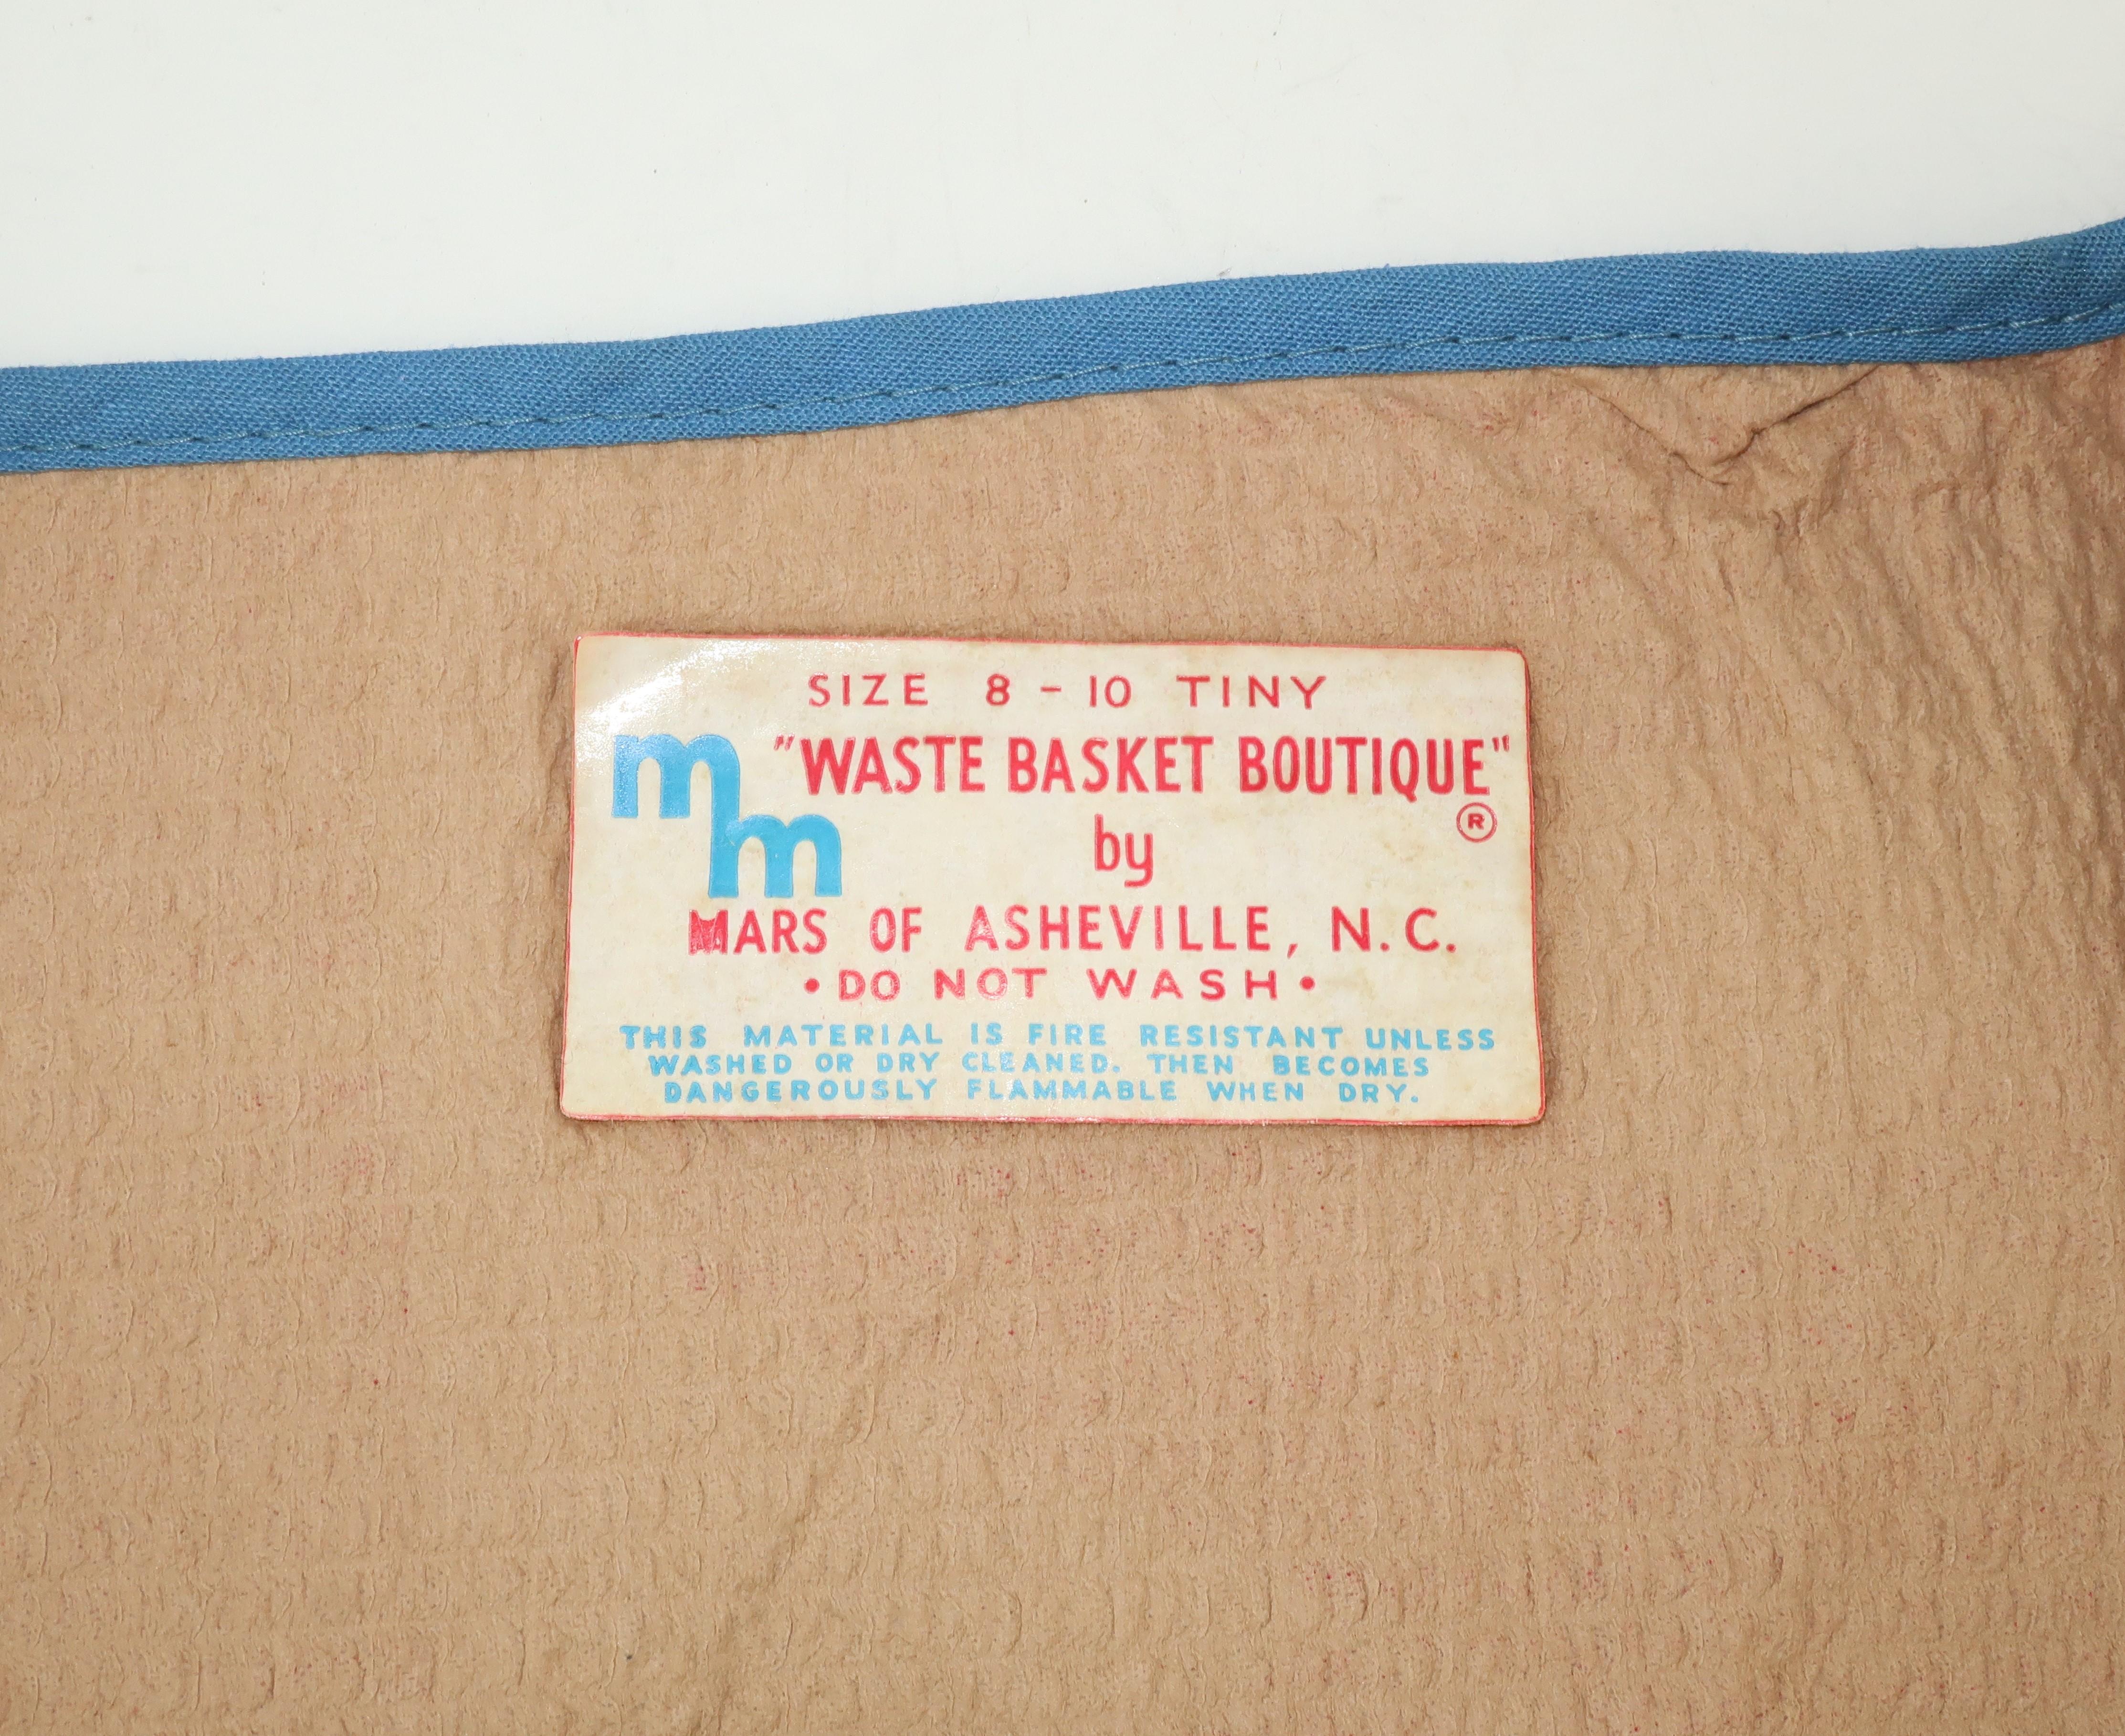 SIZE 8 - 10 TINY
mm
"WASTE BASKET BOUTIQUE"
®
by
MARS OF ASHEVILLE, N.C.
• DO NOT WASH •
THIS MATERIAL IS FIRE RESISTANT UNLESS
WASHED OR DRY CLEANED. THEN BECOMES
DANGEROUSLY FLAMMABLE WHEN DRY.